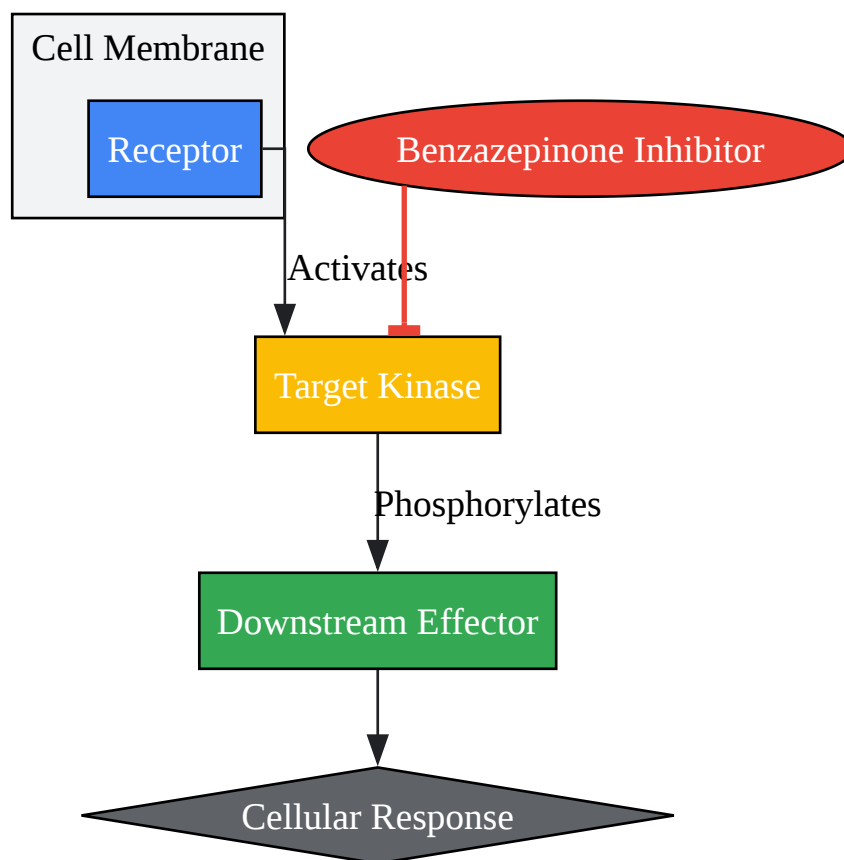 Cell Membrane
Receptor
Benzazepinone Inhibitor
Activates
Target Kinase
Phosphorylates
Downstream Effector
Cellular Response